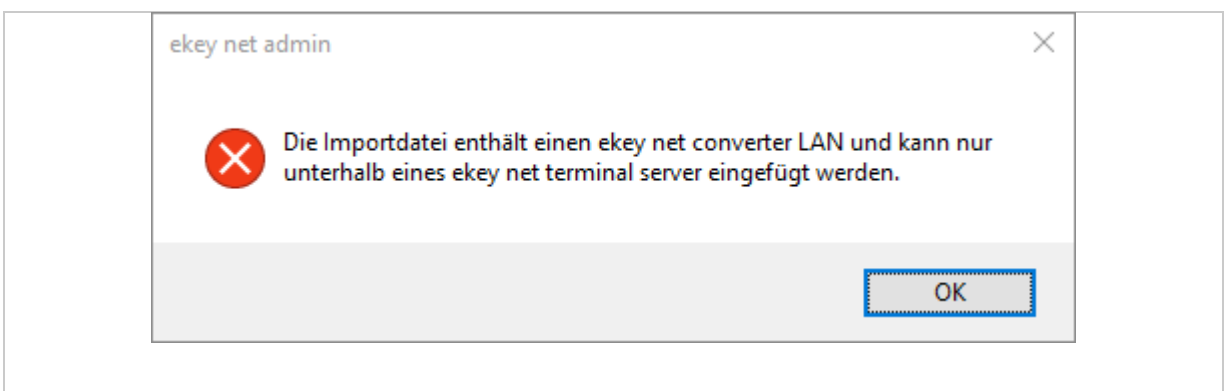 ekey net admin
Die Importdatei enthält einen ekey net converter LAN und kann nur
unterhalb eines ekey net terminal server eingefügt werden.
OK